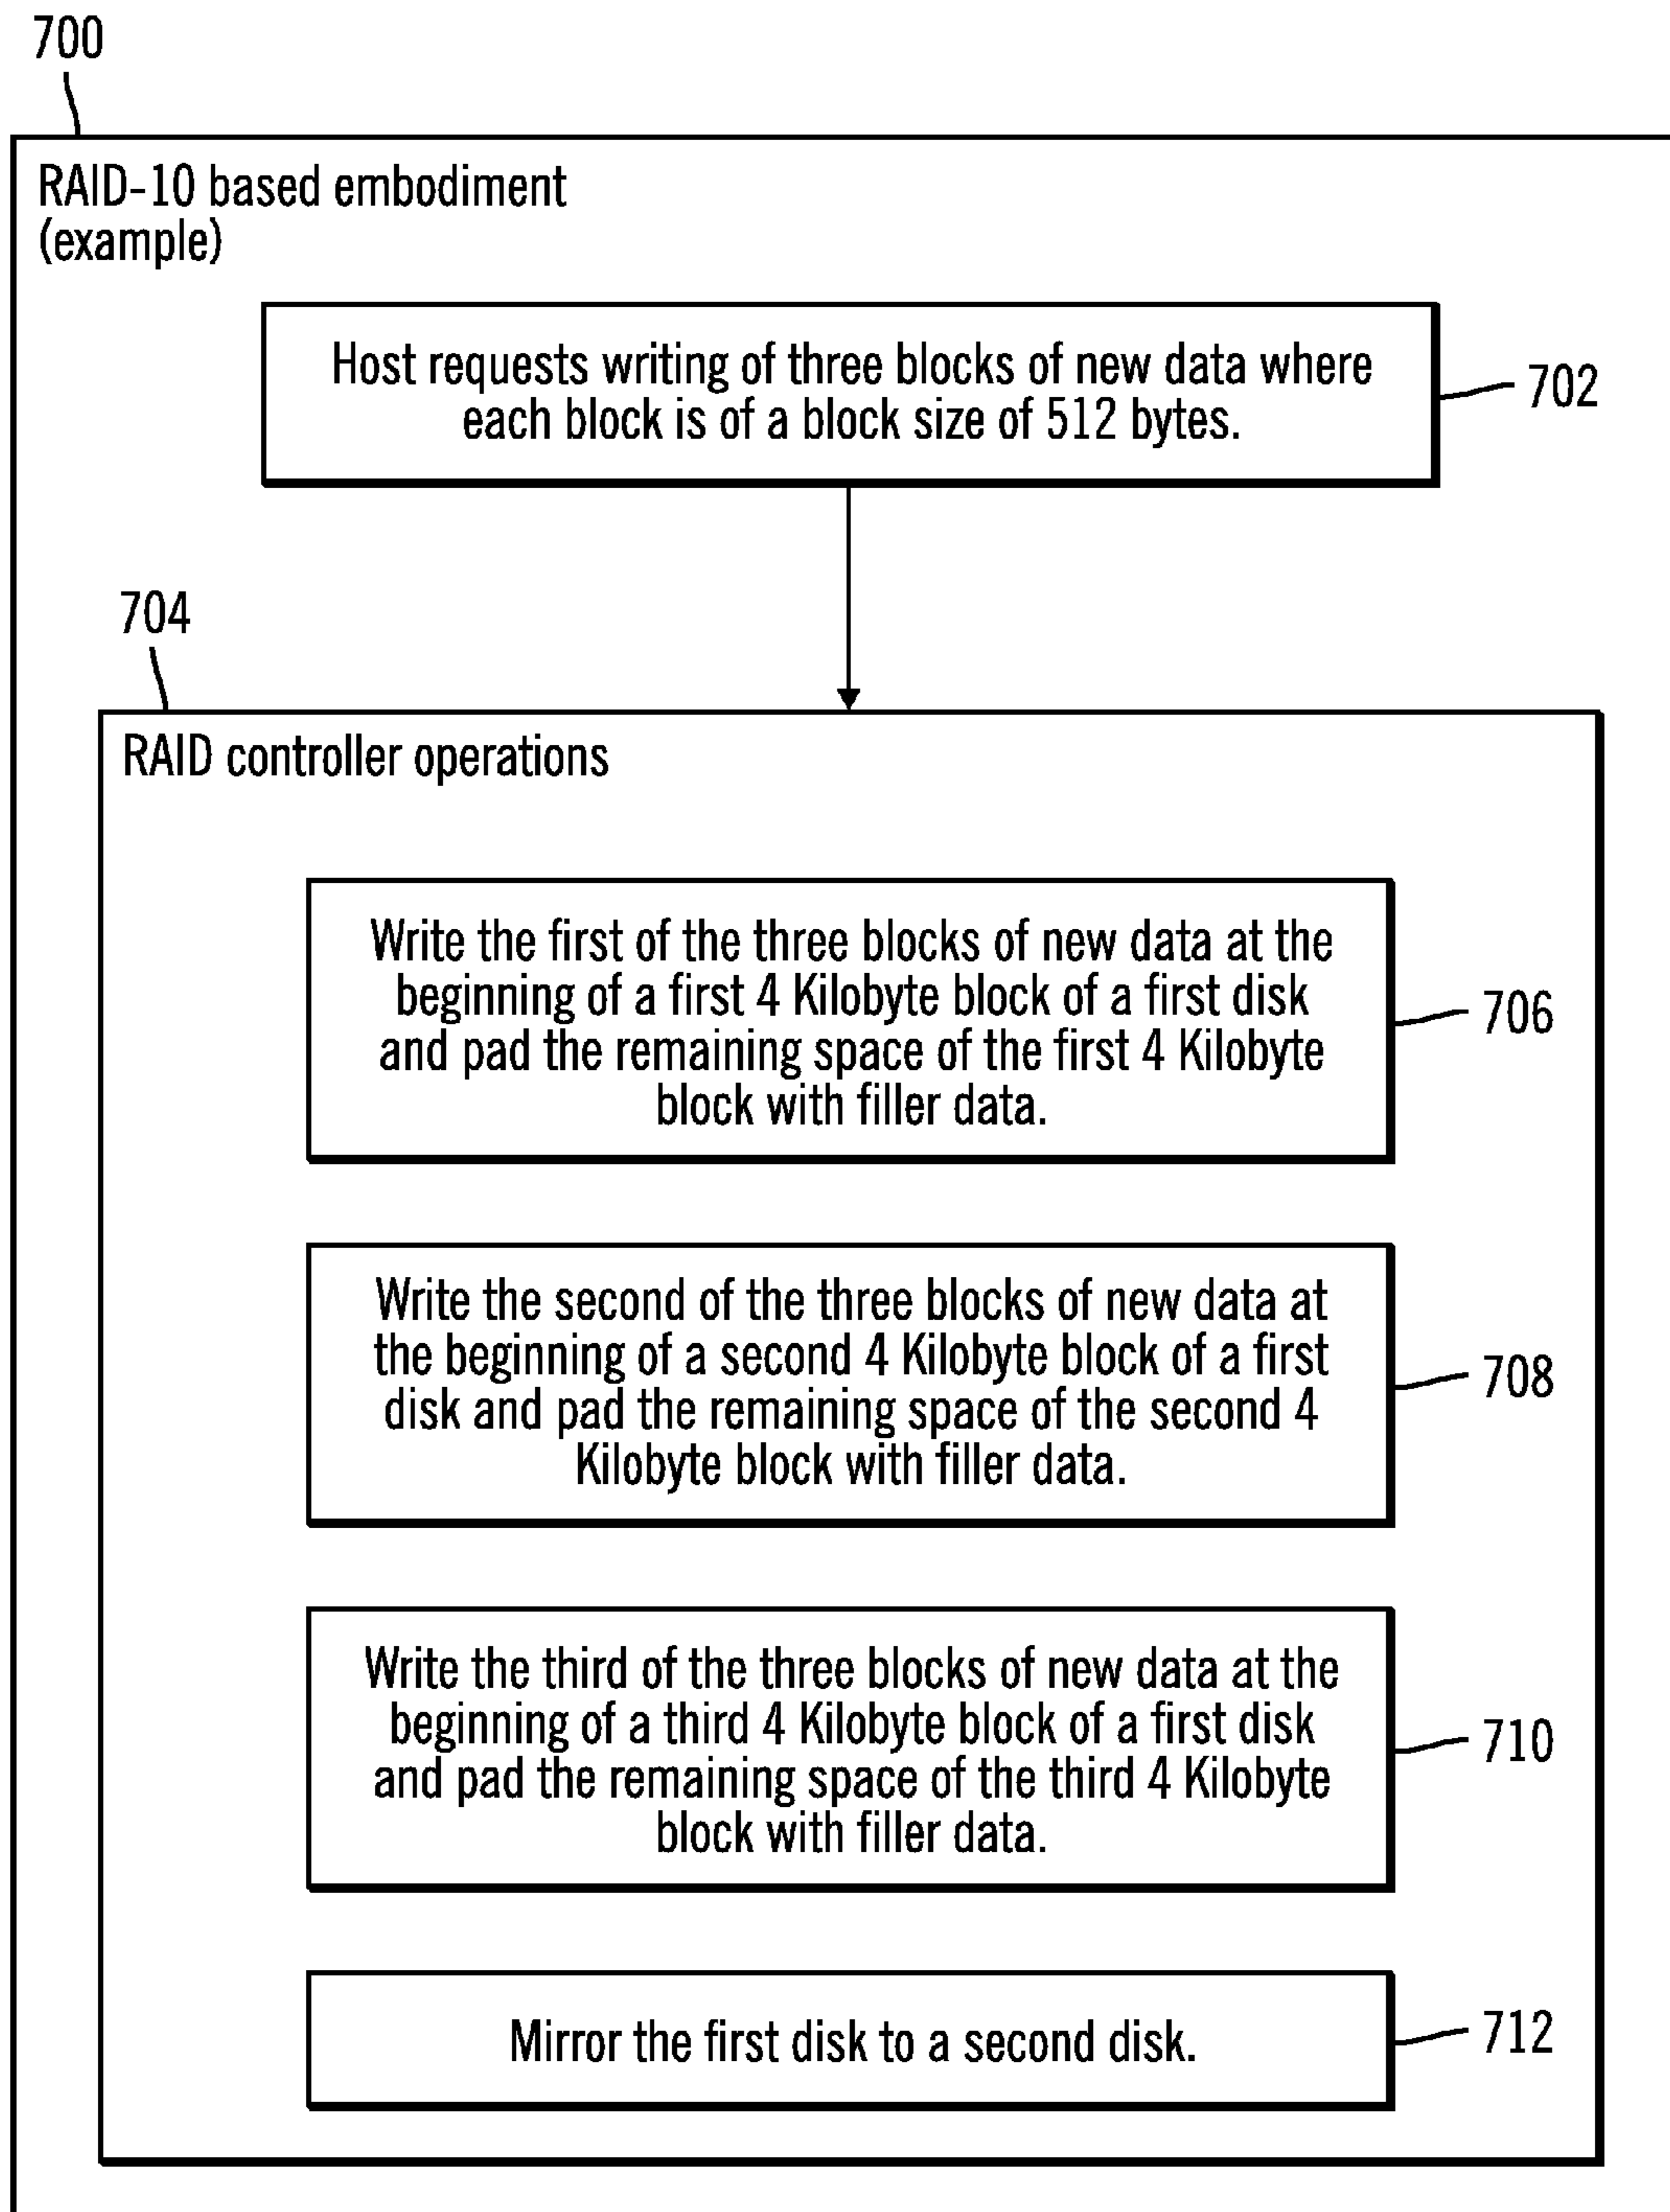 700
RAID-10 based embodiment
(example)
Host requests writing of three blocks of new data where
each block is of a block size of 512 bytes.
702
704
RAID controller operations
Write the first of the three blocks of new data at the
beginning of a first 4 Kilobyte block of a first disk
and pad the remaining space of the first 4 Kilobyte
block with filler data.
706
Write the second of the three blocks of new data at
the beginning of a second 4 Kilobyte block of a first
disk and pad the remaining space of the second 4
Kilobyte block with filler data.
708
Write the third of the three blocks of new data at the
beginning of a third 4 Kilobyte block of a first disk
and pad the remaining space of the third 4 Kilobyte
block with filler data.
710
Mirror the first disk to a second disk.
712